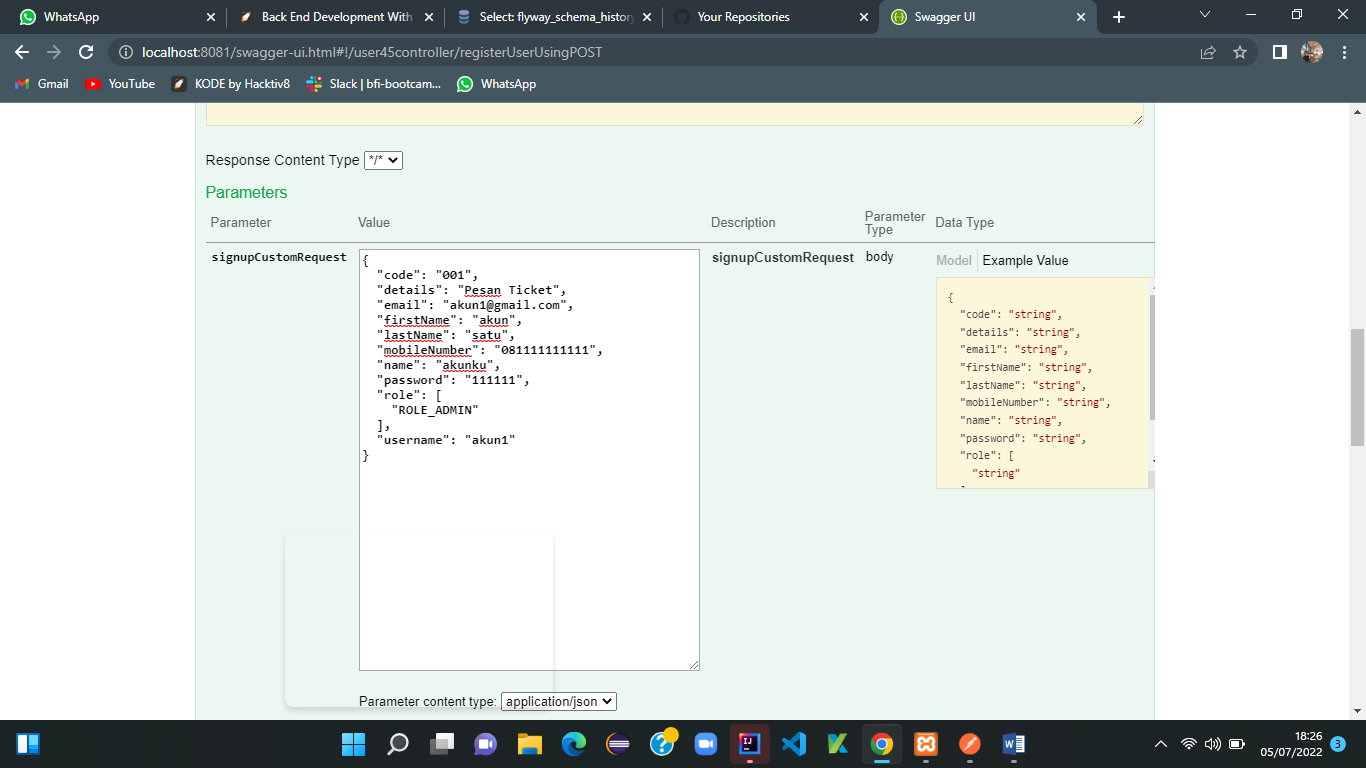 WhatsApp
Back End Development With
Select: flyway_schema_history
Your Repositories
Swagger UI
localhost:8081/swagger-ui.html#!/user45controller/registerUserUsingPOST
Gmail
YouTube
KODE by Hacktiv8
Slack | bfi-bootcam...
WhatsApp
Response Content Type */*
Parameters
Parameter Value Description Parameter Type Data Type
signupCustomRequest
{
"code": "001",
"details": "Pesan Ticket",
"email": "akun1@gmail.com",
"firstName": "akun",
"lastName": "satu",
"mobileNumber": "081111111111",
"name": "akunku",
"password": "111111",
"role": [
"ROLE_ADMIN"
],
"username": "akun1"
}
Parameter content type: application/json
signupCustomRequest
body
Model Example Value
{
"code": "string",
"details": "string",
"email": "string",
"firstName": "string",
"lastName": "string",
"mobileNumber": "string",
"name": "string",
"password": "string",
"role": [
"string"
18:26
05/07/2022
3